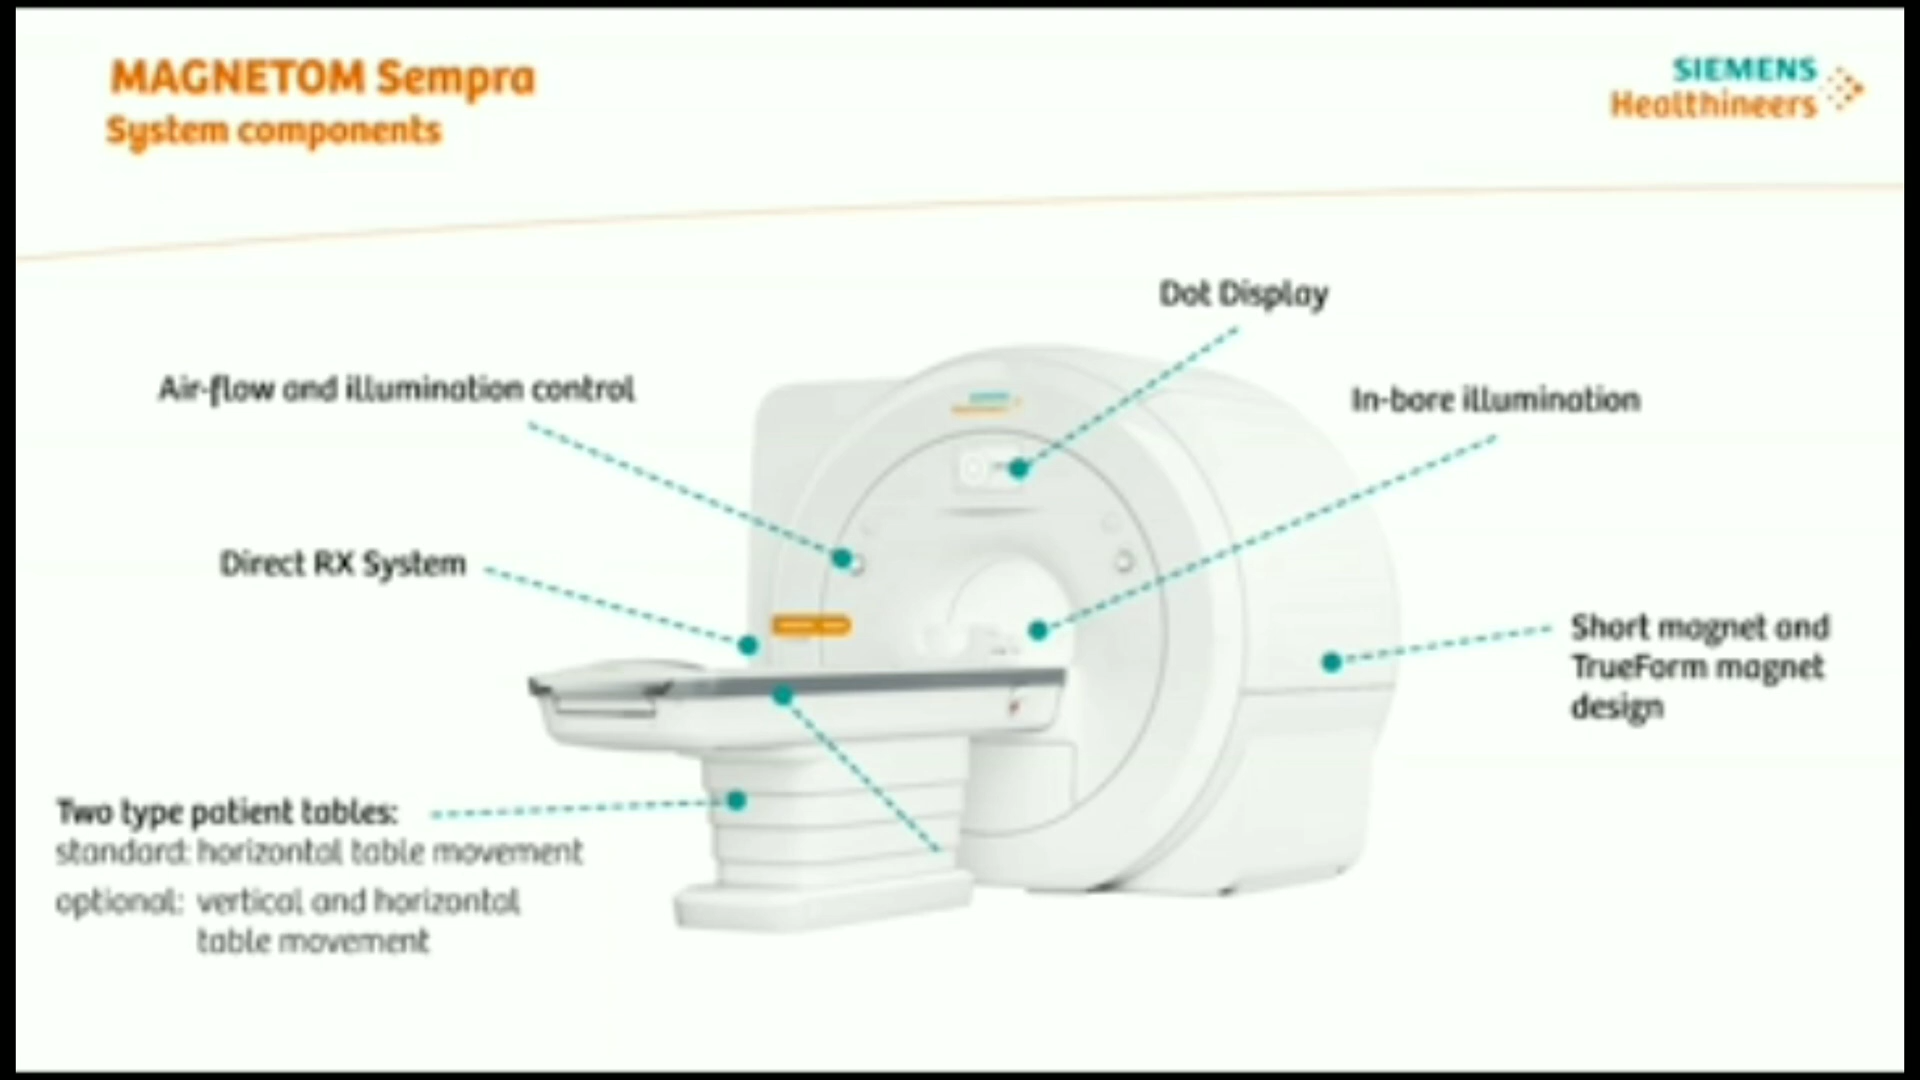 MAGNETOM Sempra
System components
SIEMENS
Healthineers
Dot Display
Air-flow and illumination control
In-bore illumination
Direct RX System
Short magnet and
TrueForm magnet
design
Two type patient tables:
standard: horizontal table movement
optional: vertical and horizontal
table movement